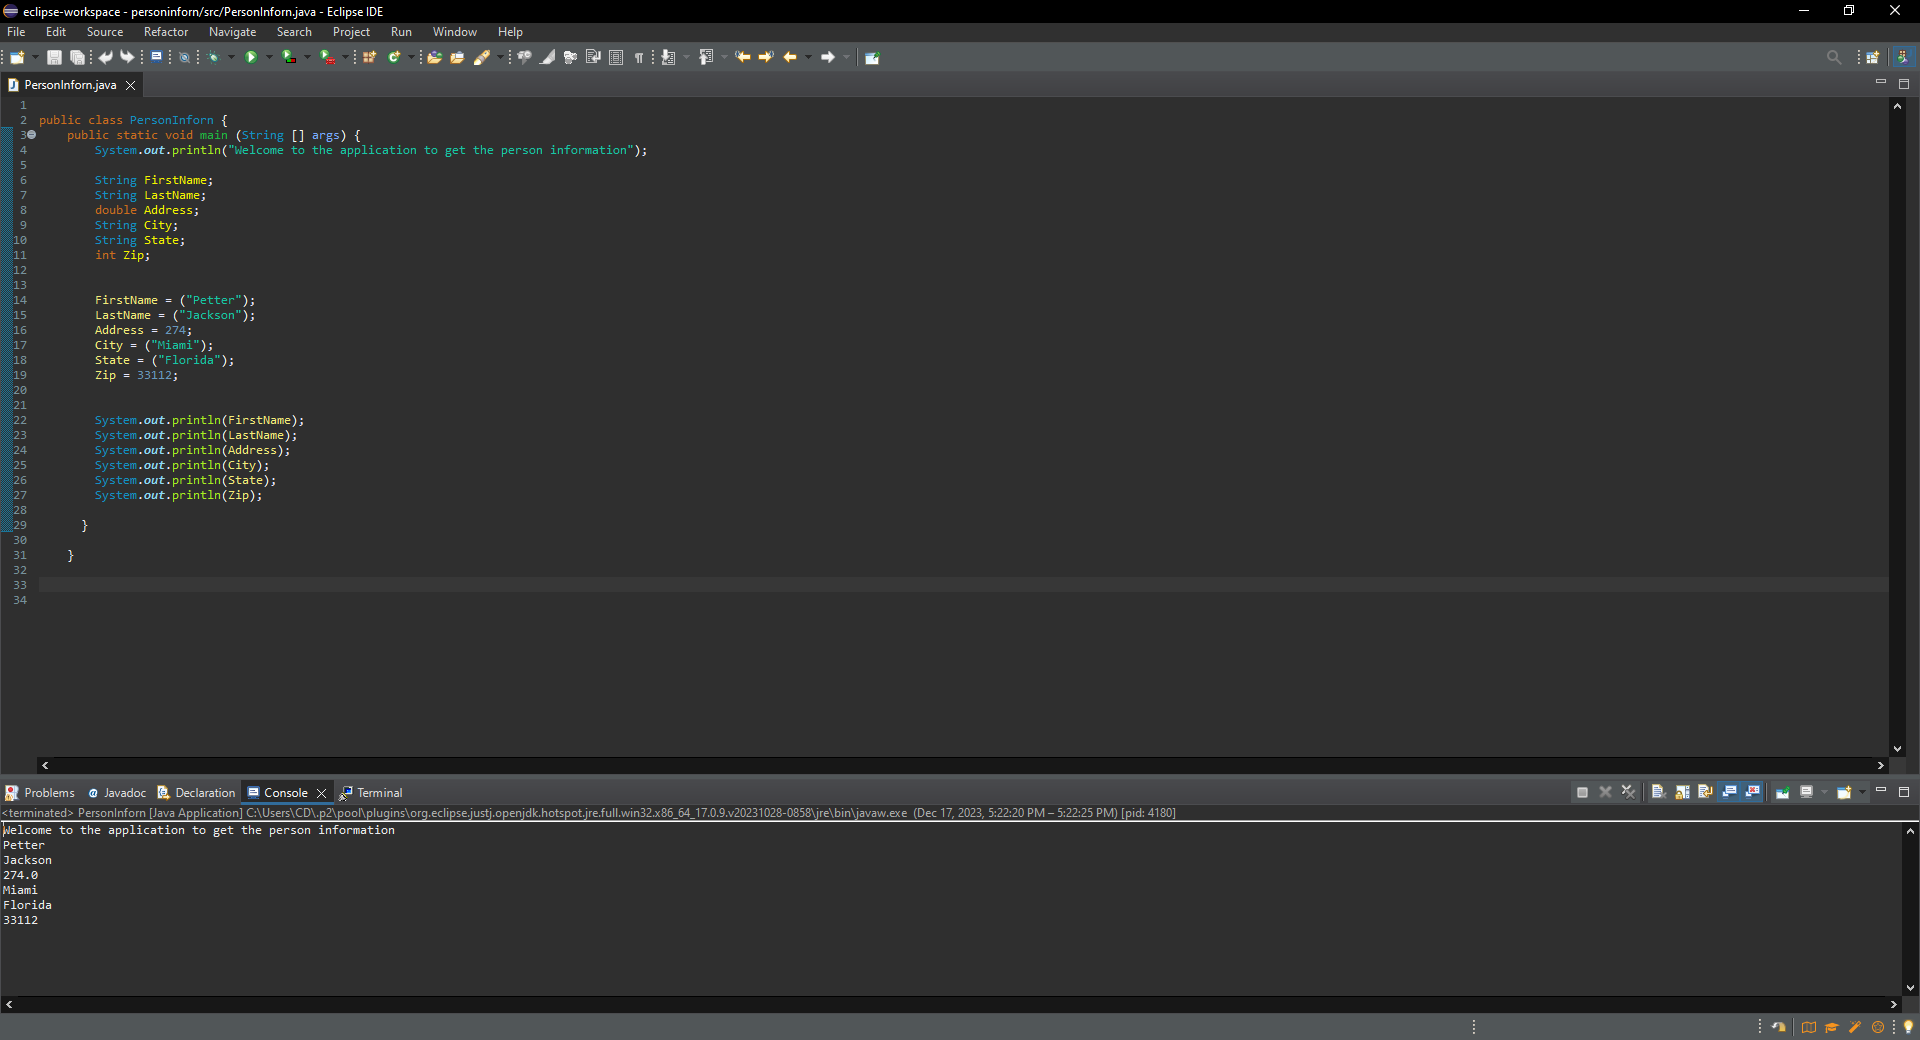 eclipse-workspace - personinforn/src/PersonInforn.java - Eclipse IDE
File Edit Source Refactor Navigate Search Project Run Window Help
PersonInforn.java
1
2 public class PersonInforn {
3 public static void main (String [] args) {
4 System.out.println("Welcome to the application to get the person information");
5
6 String FirstName;
7 String LastName;
8 double Address;
9 String City;
10 String State;
11 int Zip;
12
13
14 FirstName = ("Petter");
15 LastName = ("Jackson");
16 Address = 274;
17 City = ("Miami");
18 State = ("Florida");
19 Zip = 33112;
20
21
22 System.out.println(FirstName);
23 System.out.println(LastName);
24 System.out.println(Address);
25 System.out.println(City);
26 System.out.println(State);
27 System.out.println(Zip);
28
29 }
30
31 }
32
33
34
Problems Javadoc Declaration Console Terminal
<terminated> PersonInforn [Java Application] C:\Users\CD\.p2\pool\plugins\org.eclipse.justj.openjdk.hotspot.jre.full.win32.x86_64_17.0.9.v20231028-0858\jre\bin\javaw.exe (Dec 17, 2023, 5:22:20 PM – 5:22:25 PM) [pid: 4180]
Welcome to the application to get the person information
Petter
Jackson
274.0
Miami
Florida
33112